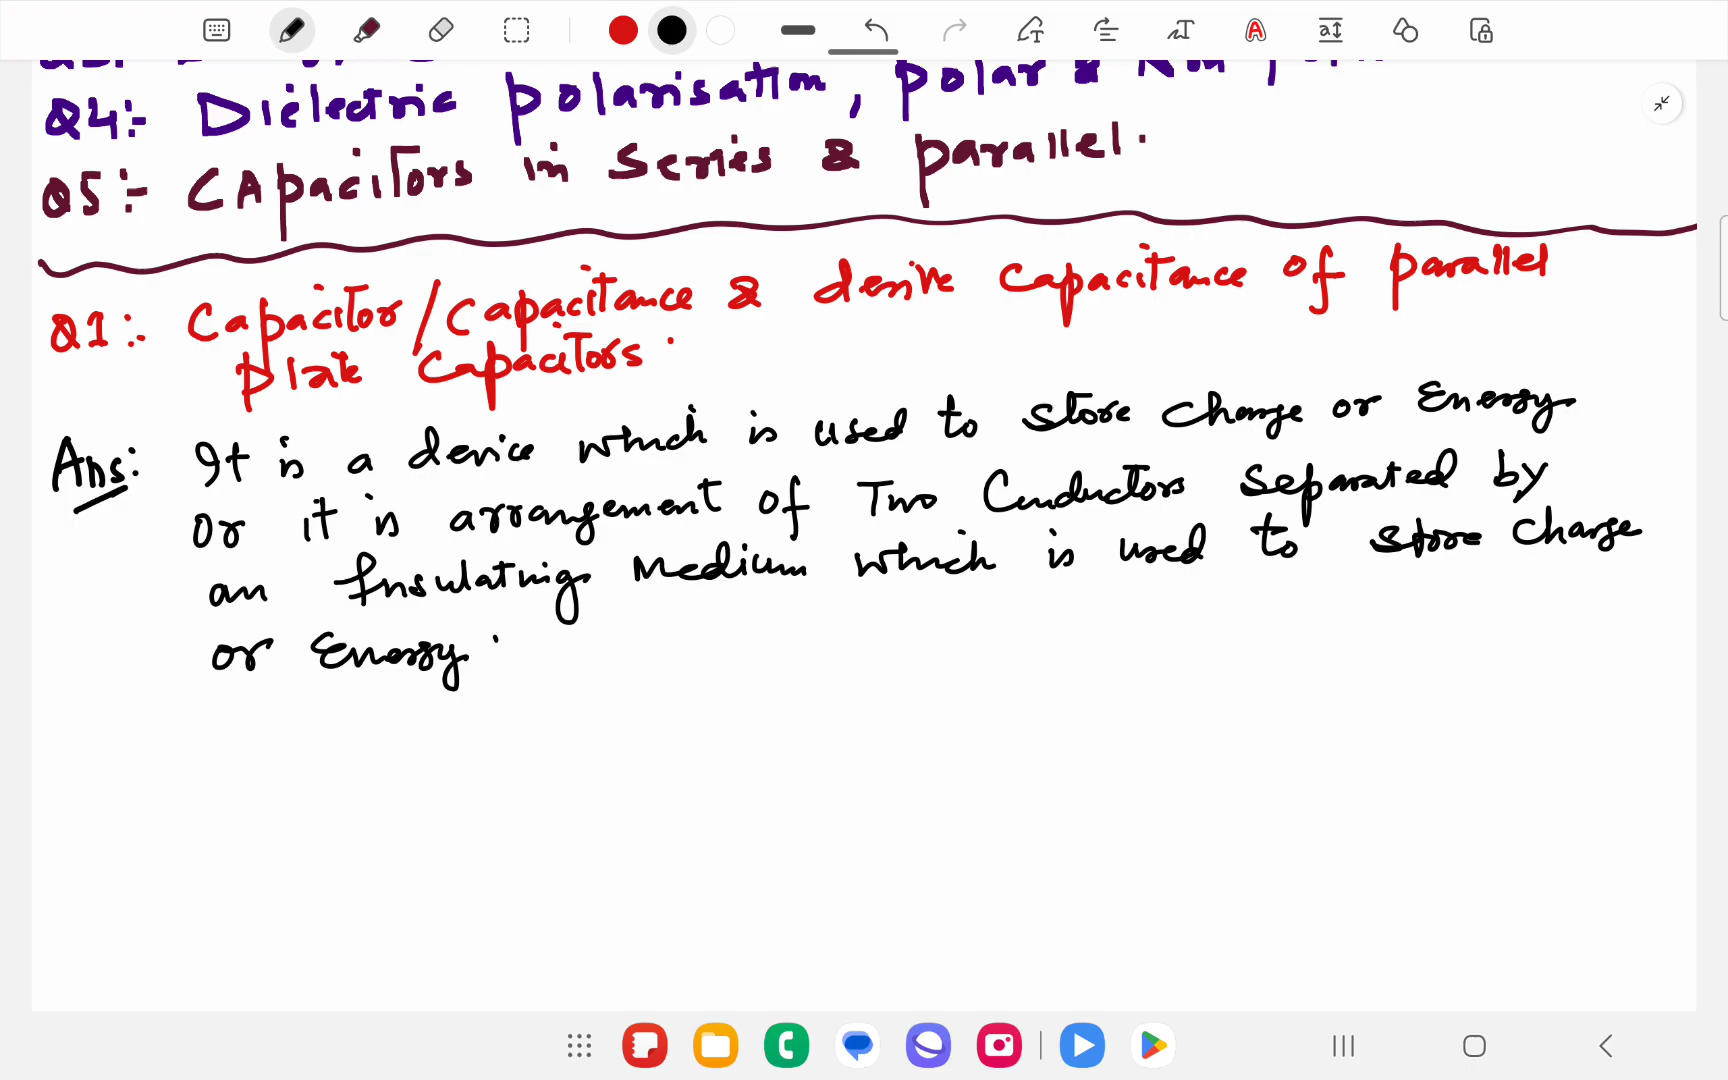 Q4:- Dielectric polarisation, polar &
Q5:- CApacitors in Series & parallel.
Q1:- Capacitor/Capacitance & derive capacitance of parallel
plate Capacitors.
Ans: It is a device which is used to store charge or Energy
Or it is arrangement of Two Conductors separated by
an Insulating Medium which is used to store charge
or Energy.